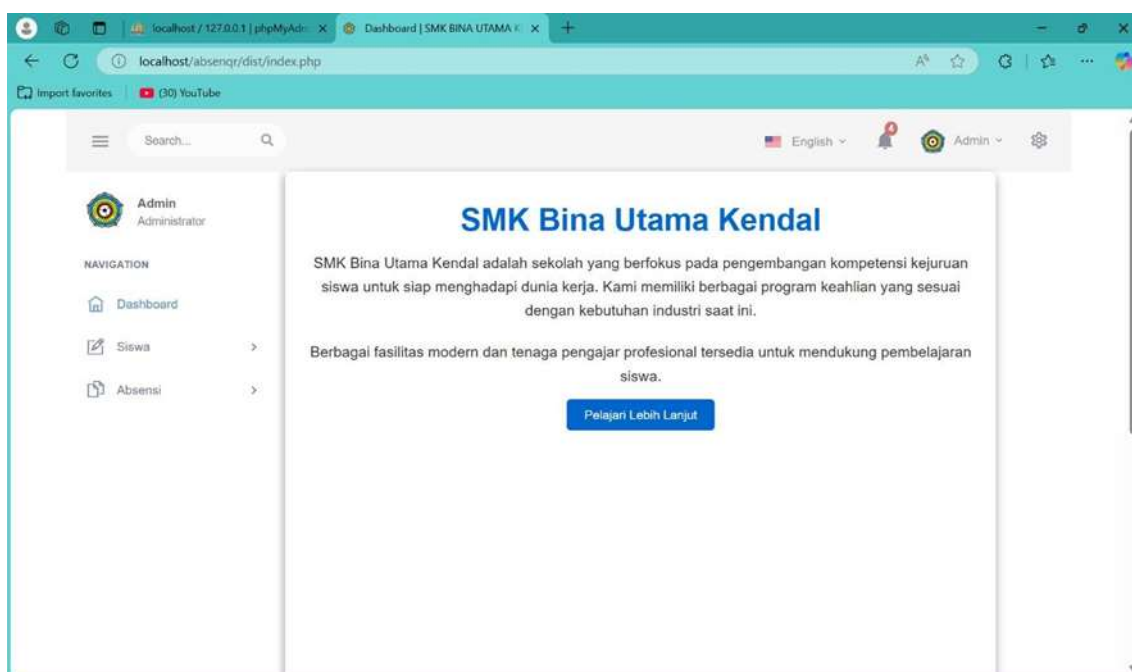 localhost / 127.0.0.1 | phpMyAdm
Dashboard | SMK BINA UTAMA K
localhost/absenqr/dist/index.php
Import favorites
(30) YouTube
Search...
English
4
Admin
Admin
Administrator
NAVIGATION
Dashboard
Siswa
Absensi
SMK Bina Utama Kendal
SMK Bina Utama Kendal adalah sekolah yang berfokus pada pengembangan kompetensi kejuruan
siswa untuk siap menghadapi dunia kerja. Kami memiliki berbagai program keahlian yang sesuai
dengan kebutuhan industri saat ini.
Berbagai fasilitas modern dan tenaga pengajar profesional tersedia untuk mendukung pembelajaran
siswa.
Pelajari Lebih Lanjut